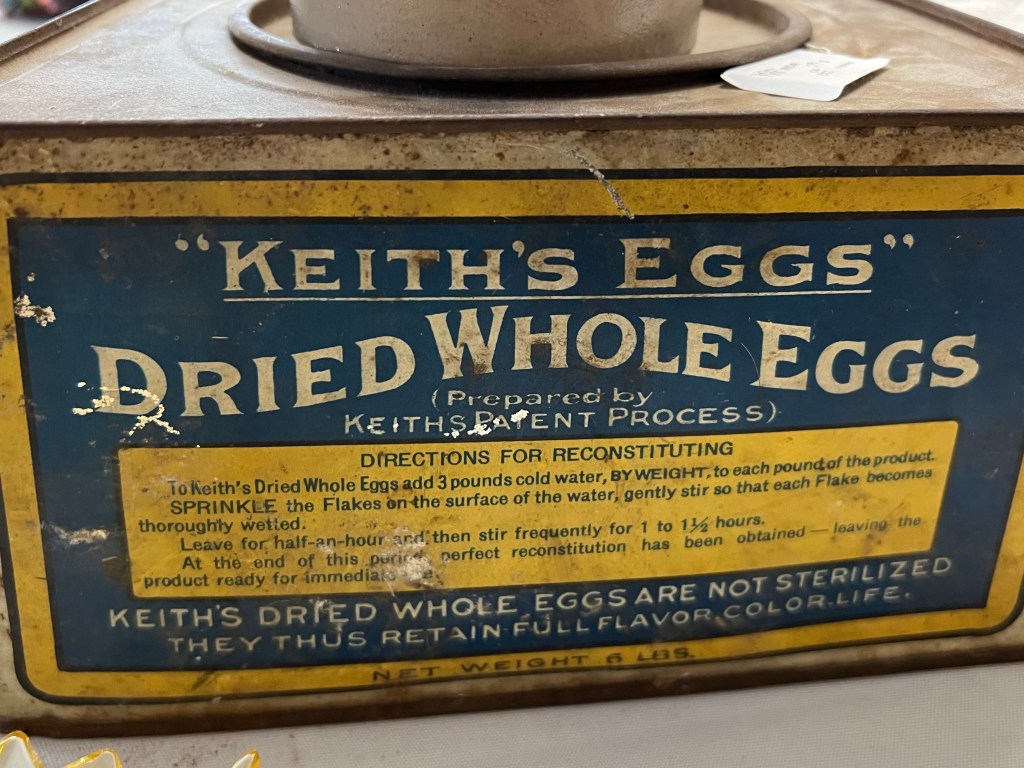 "KEITH'S EGGS"
DRIED WHOLE EGGS
(Prepared by
KEITHS PATENT PROCESS)
DIRECTIONS FOR RECONSTITUTING
To Keith's Dried Whole Eggs add 3 pounds cold water, BY WEIGHT, to each pound of the product.
SPRINKLE the Flakes on the surface of the water, gently stir so that each Flake becomes
thoroughly wetted.
Leave for half-an-hour and then stir frequently for 1 to 1½ hours.
At the end of this period perfect reconstitution has been obtained — leaving the
product ready for immediate
KEITH'S DRIED WHOLE EGGS ARE NOT STERILIZED
THEY THUS RETAIN-FULL FLAVOR, COLOR, LIFE.
NET WEIGHT 6 LBS.